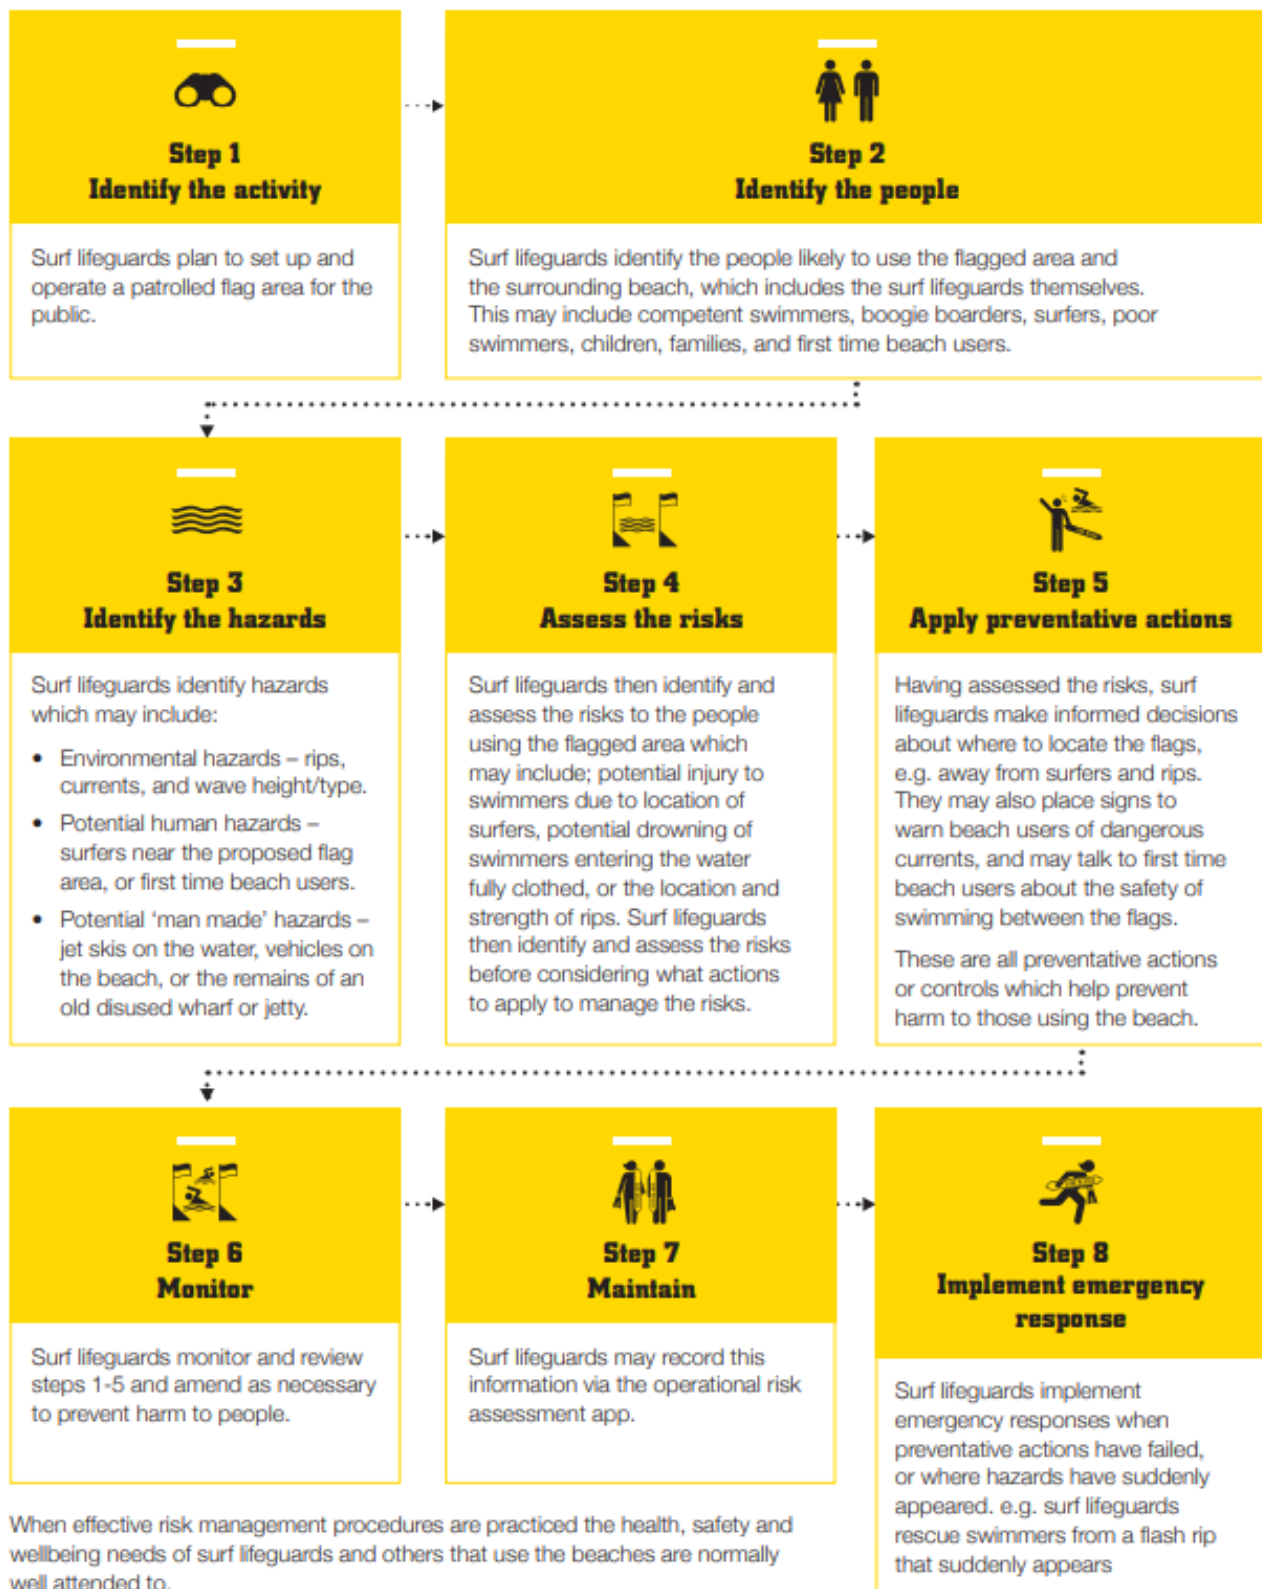 Step 1
Identify the activity
Surf lifeguards plan to set up and
operate a patrolled flag area for the
public.
Step 2
Identify the people
Surf lifeguards identify the people likely to use the flagged area and
the surrounding beach, which includes the surf lifeguards themselves.
This may include competent swimmers, boogie boarders, surfers, poor
swimmers, children, families, and first time beach users.
Step 3
Identify the hazards
Surf lifeguards identify hazards
which may include:
• Environmental hazards – rips,
currents, and wave height/type.
• Potential human hazards –
surfers near the proposed flag
area, or first time beach users.
• Potential ‘man made’ hazards –
jet skis on the water, vehicles on
the beach, or the remains of an
old disused wharf or jetty.
Step 4
Assess the risks
Surf lifeguards then identify and
assess the risks to the people
using the flagged area which
may include; potential injury to
swimmers due to location of
surfers, potential drowning of
swimmers entering the water
fully clothed, or the location and
strength of rips. Surf lifeguards
then identify and assess the risks
before considering what actions
to apply to manage the risks.
Step 5
Apply preventative actions
Having assessed the risks, surf
lifeguards make informed decisions
about where to locate the flags,
e.g. away from surfers and rips.
They may also place signs to
warn beach users of dangerous
currents, and may talk to first time
beach users about the safety of
swimming between the flags.
These are all preventative actions
or controls which help prevent
harm to those using the beach.
Step 6
Monitor
Surf lifeguards monitor and review
steps 1-5 and amend as necessary
to prevent harm to people.
Step 7
Maintain
Surf lifeguards may record this
information via the operational risk
assessment app.
Step 8
Implement emergency
response
Surf lifeguards implement
emergency responses when
preventative actions have failed,
or where hazards have suddenly
appeared. e.g. surf lifeguards
rescue swimmers from a flash rip
that suddenly appears
When effective risk management procedures are practiced the health, safety and
wellbeing needs of surf lifeguards and others that use the beaches are normally
well attended to.